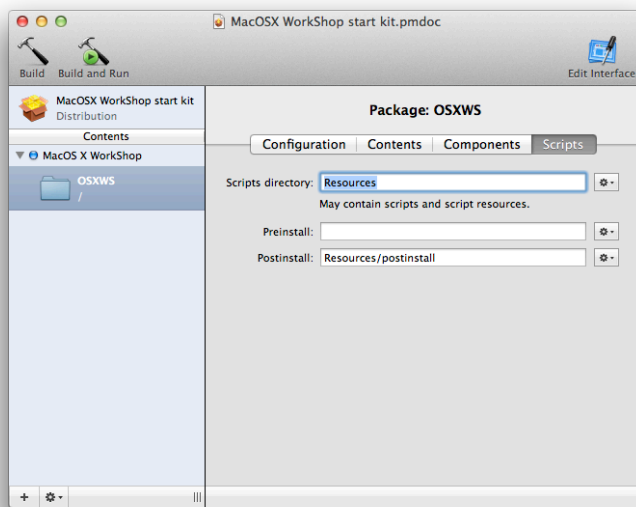 MacOSX WorkShop start kit.pmdoc
Build
Build and Run
Edit Interface
MacOSX WorkShop start kit
Distribution
Contents
MacOS X WorkShop
OSXWS
/
Package: OSXWS
Configuration Contents Components Scripts
Scripts directory: Resources
May contain scripts and script resources.
Preinstall:
Postinstall: Resources/postinstall